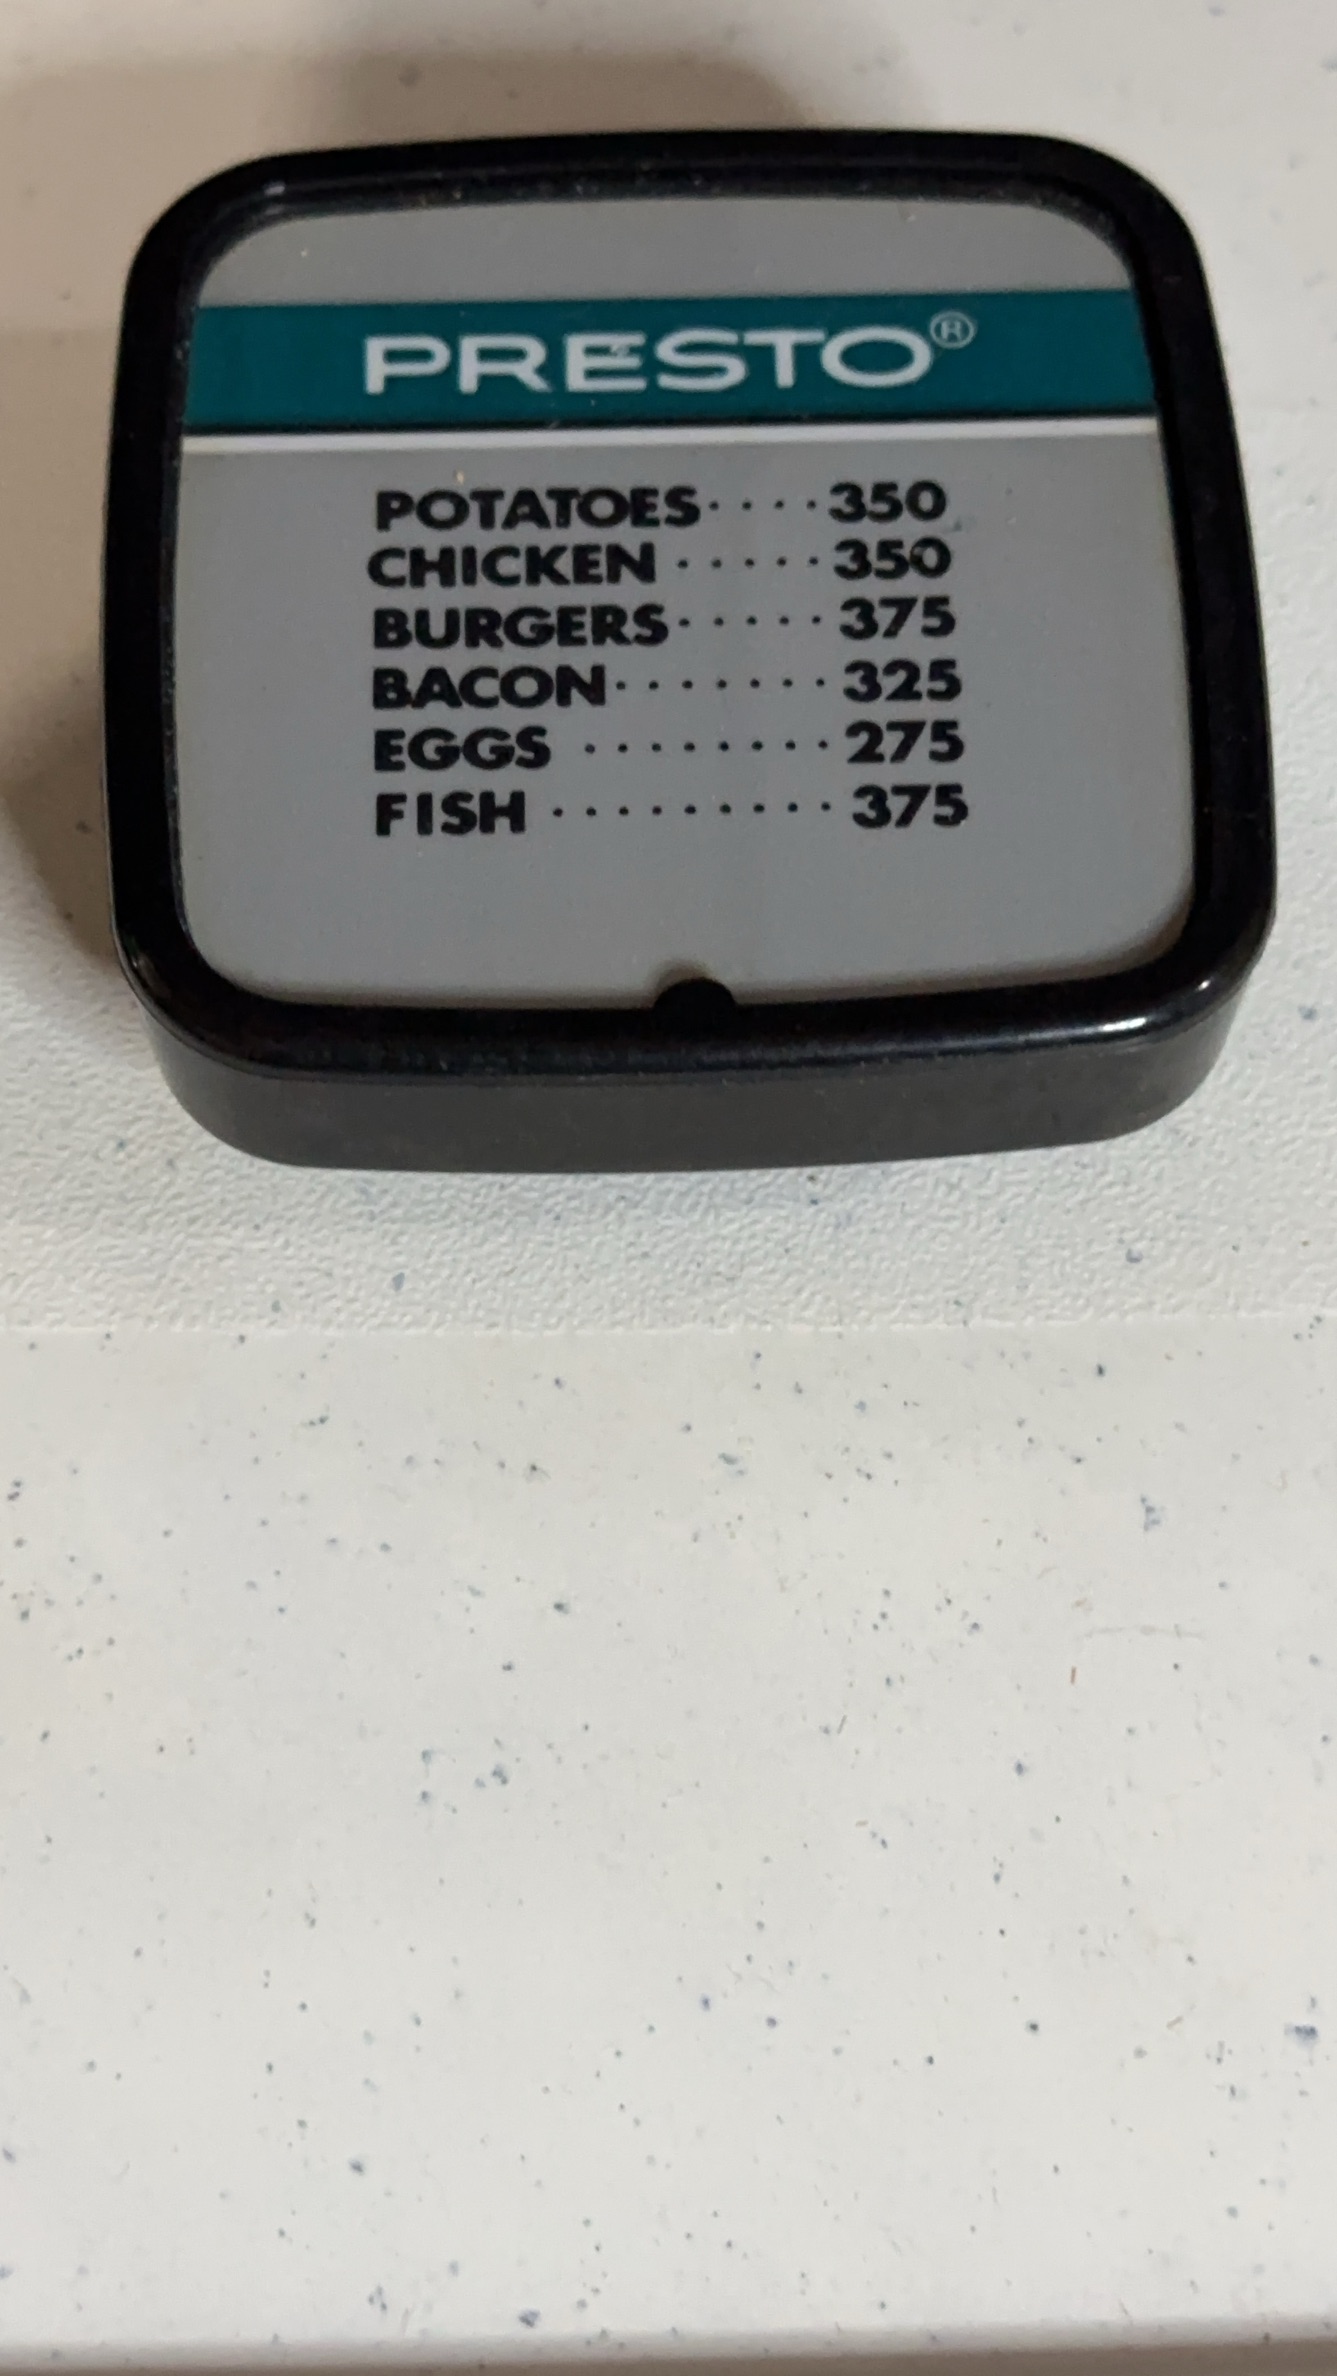 PRESTO®
POTATOES····350
CHICKEN ·····350
BURGERS·····375
BACON·······325
EGGS ········275
FISH ·········375